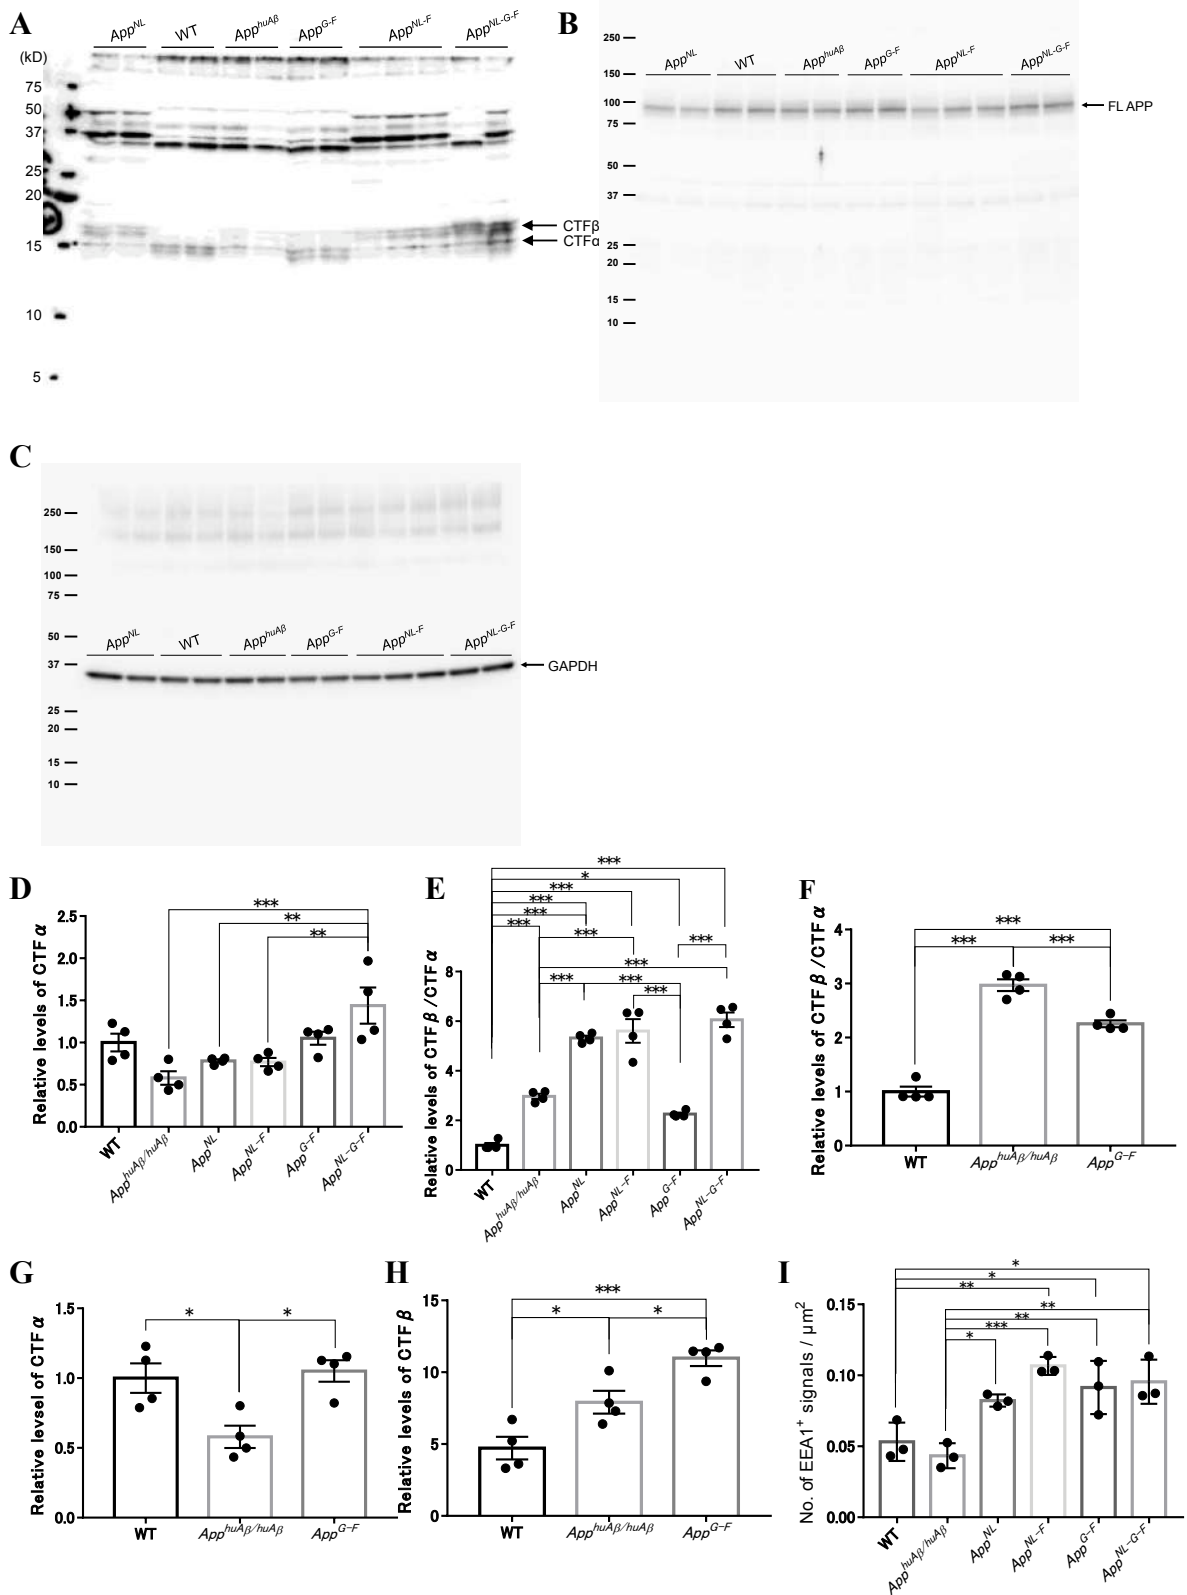 A
App^NL WT App^huAβ App^G-F App^NL-F App^NL-G-F
(kD)
75
50
37
25
20
15
10
5
CTFβ
CTFα
B
App^NL WT App^huAβ App^G-F App^NL-F App^NL-G-F
250
150
100
75
50
37
25
20
15
10
FL APP
C
250
150
100
75
50
37
25
20
15
10
App^NL WT App^huAβ App^G-F App^NL-F App^NL-G-F
GAPDH
D
Relative levels of CTF α
2.5
2.0
1.5
1.0
0.5
0.0
***
**
**
WT App^huAβ/huAβ App^NL App^NL-F App^G-F App^NL-G-F
E
Relative levels of CTF β/CTF α
8
6
4
2
0
***
*
***
***
***
***
***
***
***
***
***
***
WT App^huAβ/huAβ App^NL App^NL-F App^G-F App^NL-G-F
F
Relative levels of CTF β/CTF α
4
3
2
1
0
***
***
***
WT App^huAβ/huAβ App^G-F
G
Relative levsel of CTF α
1.5
1.0
0.5
0.0
*
*
WT App^huAβ/huAβ App^G-F
H
Relative levels of CTF β
15
10
5
0
***
*
*
WT App^huAβ/huAβ App^G-F
I
No. of EEA1⁺ signals / μm²
0.15
0.10
0.05
0.00
*
*
**
**
**
***
*
WT App^huAβ/huAβ App^NL App^NL-F App^G-F App^NL-G-F